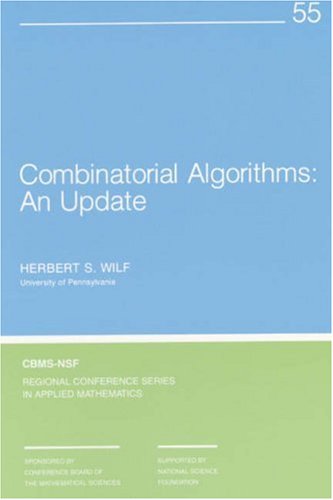 55
Combinatorial Algorithms:
An Update
HERBERT S. WILF
University of Pennsylvania
CBMS-NSF
REGIONAL CONFERENCE SERIES
IN APPLIED MATHEMATICS
SPONSORED BY
CONFERENCE BOARD OF
THE MATHEMATICAL SCIENCES
SUPPORTED BY
NATIONAL SCIENCE
FOUNDATION